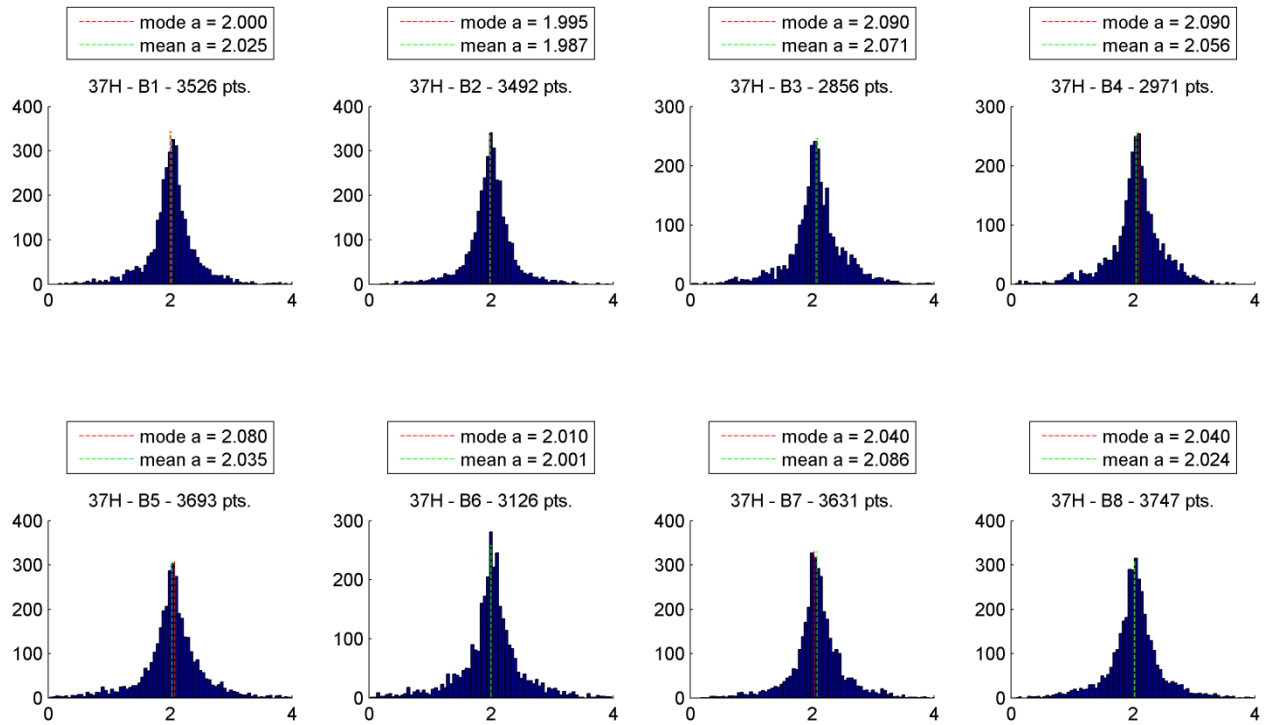 mode a = 2.000
mean a = 2.025
mode a = 1.995
mean a = 1.987
mode a = 2.090
mean a = 2.071
mode a = 2.090
mean a = 2.056
37H - B1 - 3526 pts.
37H - B2 - 3492 pts.
37H - B3 - 2856 pts.
37H - B4 - 2971 pts.
400
300
200
100
0
0
2
4
400
300
200
100
0
0
2
4
300
200
100
0
0
2
4
300
200
100
0
0
2
4
mode a = 2.080
mean a = 2.035
mode a = 2.010
mean a = 2.001
mode a = 2.040
mean a = 2.086
mode a = 2.040
mean a = 2.024
37H - B5 - 3693 pts.
37H - B6 - 3126 pts.
37H - B7 - 3631 pts.
37H - B8 - 3747 pts.
400
300
200
100
0
0
2
4
300
200
100
0
0
2
4
400
300
200
100
0
0
2
4
400
300
200
100
0
0
2
4